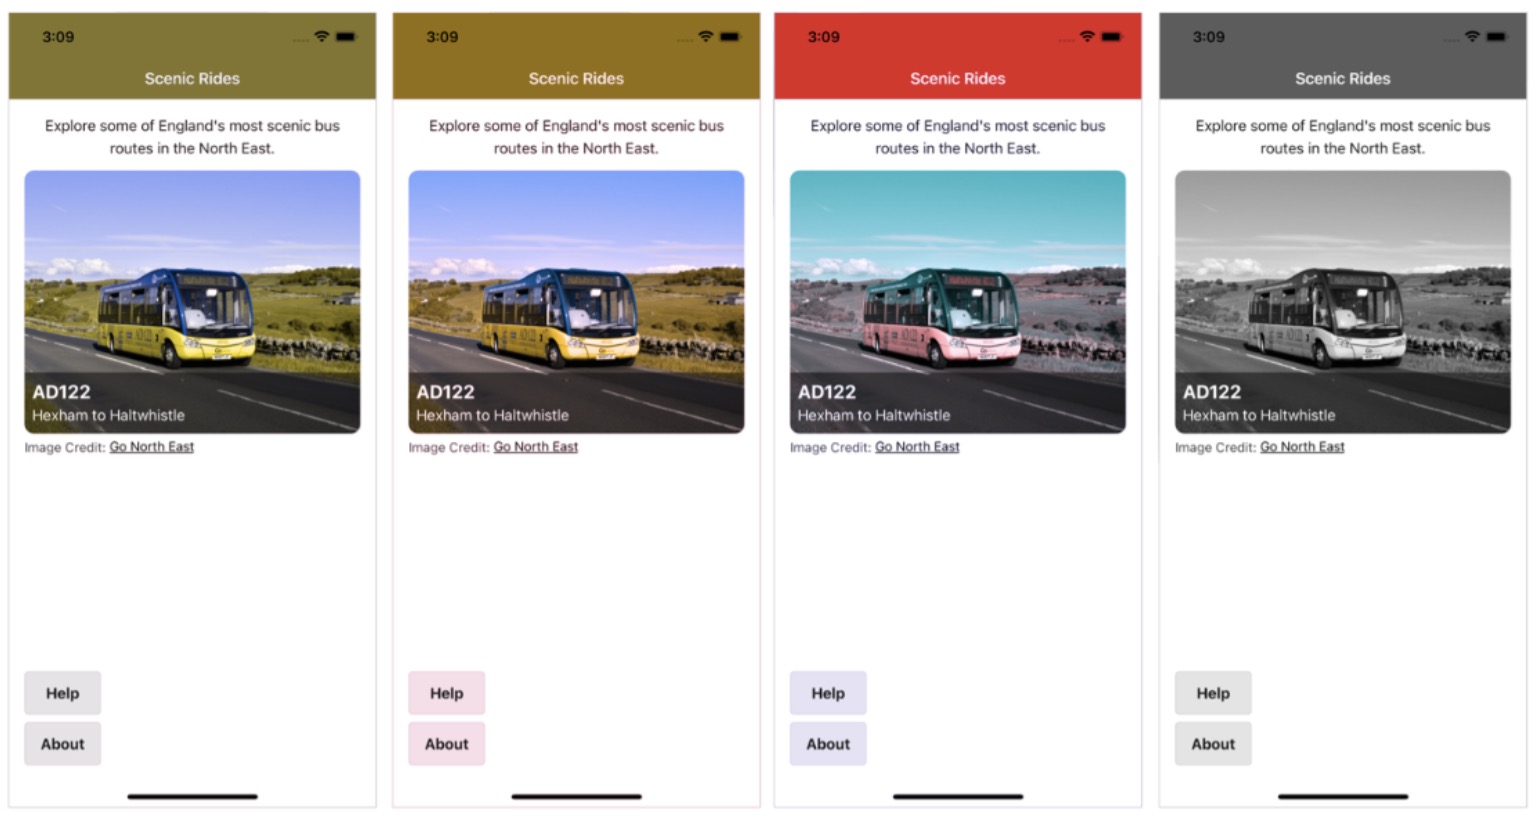 3:09
Scenic Rides
Explore some of England's most scenic bus
routes in the North East.
AD122
Hexham to Haltwhistle
Image Credit: Go North East
Help
About
3:09
Scenic Rides
Explore some of England's most scenic bus
routes in the North East.
AD122
Hexham to Haltwhistle
Image Credit: Go North East
Help
About
3:09
Scenic Rides
Explore some of England's most scenic bus
routes in the North East.
AD122
Hexham to Haltwhistle
Image Credit: Go North East
Help
About
3:09
Scenic Rides
Explore some of England's most scenic bus
routes in the North East.
AD122
Hexham to Haltwhistle
Image Credit: Go North East
Help
About